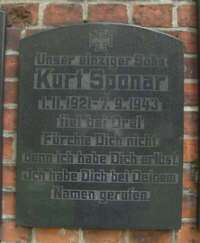 Unser einziger Sohn
Kurt Sponar
1.11.1921-7.9.1943
fiel bei Orel
Fürchte Dich nicht
denn ich habe Dich erlöst
ich habe Dich bei Deinem
Namen gerufen.